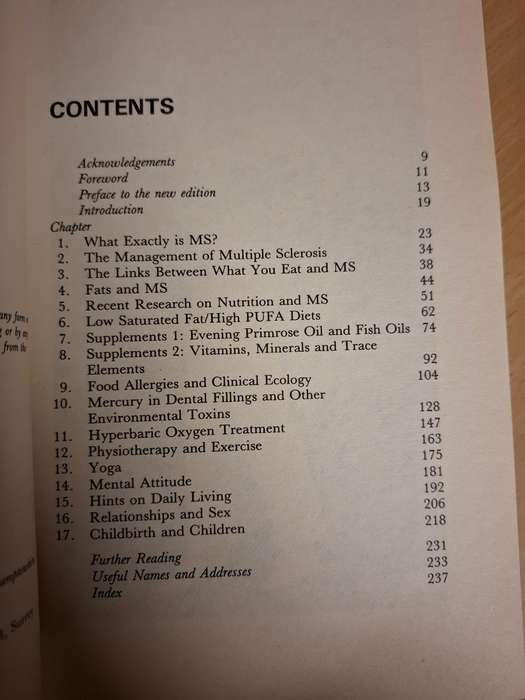 CONTENTS
Acknowledgements 9
Foreword 11
Preface to the new edition 13
Introduction 19
Chapter
1. What Exactly is MS? 23
2. The Management of Multiple Sclerosis 34
3. The Links Between What You Eat and MS 38
4. Fats and MS 44
5. Recent Research on Nutrition and MS 51
6. Low Saturated Fat/High PUFA Diets 62
7. Supplements 1: Evening Primrose Oil and Fish Oils 74
8. Supplements 2: Vitamins, Minerals and Trace
Elements 92
9. Food Allergies and Clinical Ecology 104
10. Mercury in Dental Fillings and Other
Environmental Toxins 128
11. Hyperbaric Oxygen Treatment 147
12. Physiotherapy and Exercise 163
13. Yoga 175
14. Mental Attitude 181
15. Hints on Daily Living 192
16. Relationships and Sex 206
17. Childbirth and Children 218
Further Reading 231
Useful Names and Addresses 233
Index 237
any form
or by
from the
Surrey